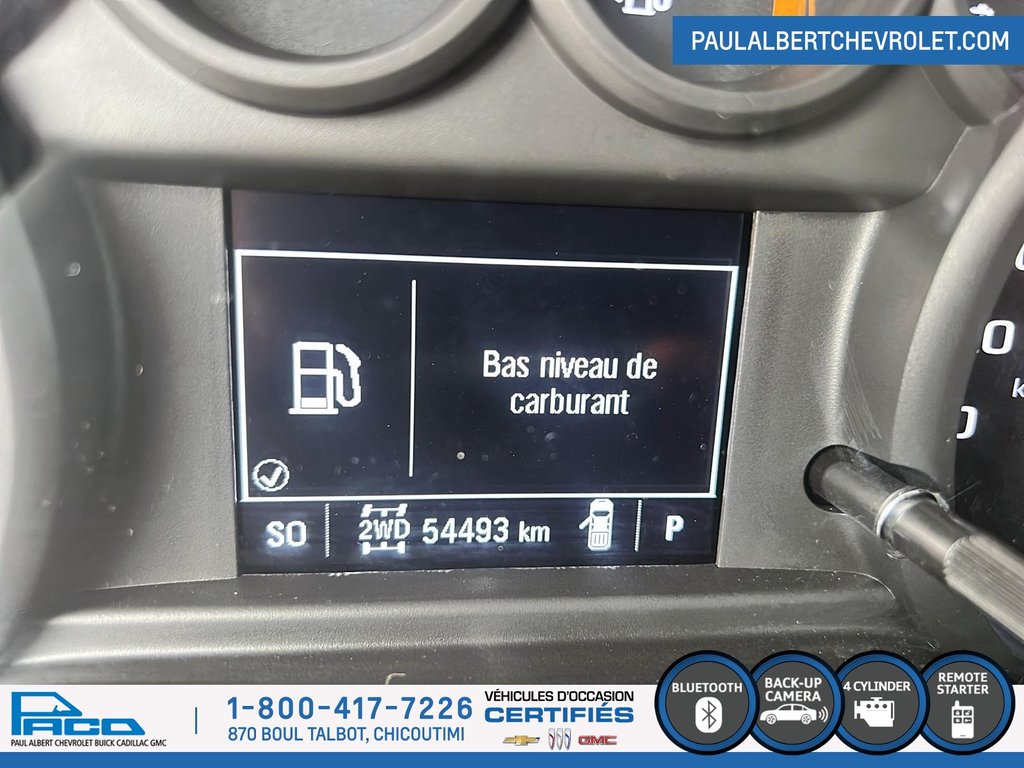 PAULALBERTCHEVROLET.COM
Bas niveau de
carburant
SO 2WD 54493 km P
PACO
PAUL ALBERT CHEVROLET BUICK CADILLAC GMC
1-800-417-7226
870 BOUL TALBOT, CHICOUTIMI
VÉHICULES D'OCCASION
CERTIFIÉS
GMC
BLUETOOTH
BACK-UP
CAMERA
4 CYLINDER
REMOTE
STARTER